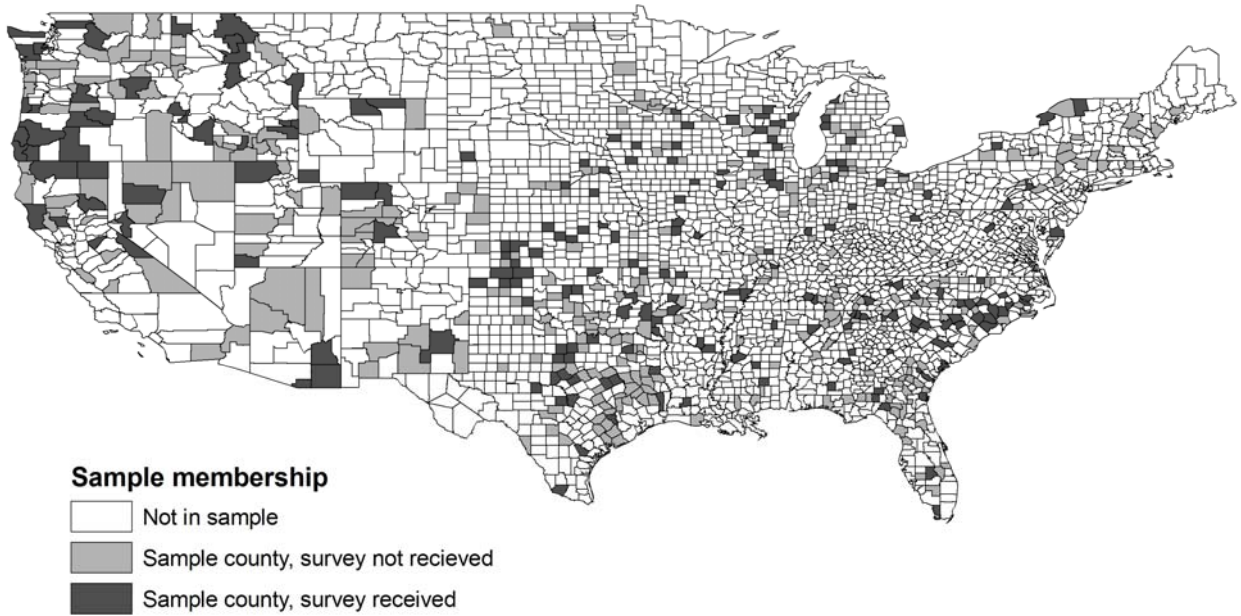 Sample membership
Not in sample
Sample county, survey not recieved
Sample county, survey received